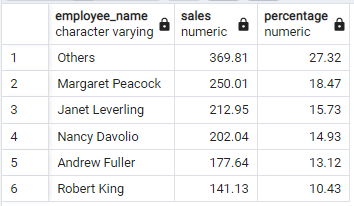 employee_name sales percentage
character varying numeric numeric
1 Others 369.81 27.32
2 Margaret Peacock 250.01 18.47
3 Janet Leverling 212.95 15.73
4 Nancy Davolio 202.04 14.93
5 Andrew Fuller 177.64 13.12
6 Robert King 141.13 10.43